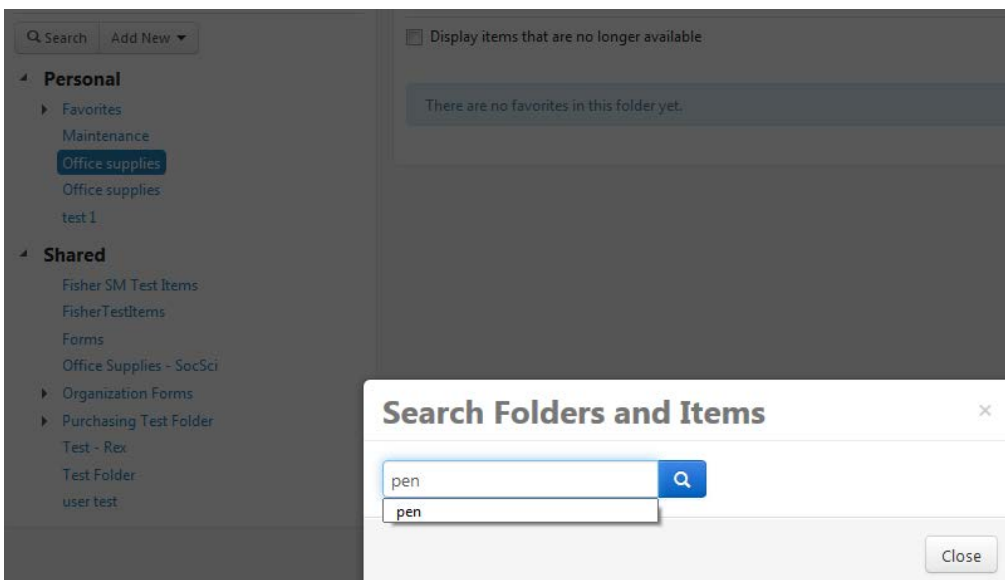 Search Add New
Personal
Favorites
Maintenance
Office supplies
Office supplies
test 1
Shared
Fisher SM Test Items
FisherTestItems
Forms
Office Supplies - SocSci
Organization Forms
Purchasing Test Folder
Test - Rex
Test Folder
user test
Display items that are no longer available
There are no favorites in this folder yet.
Search Folders and Items ×
pen
pen
Close